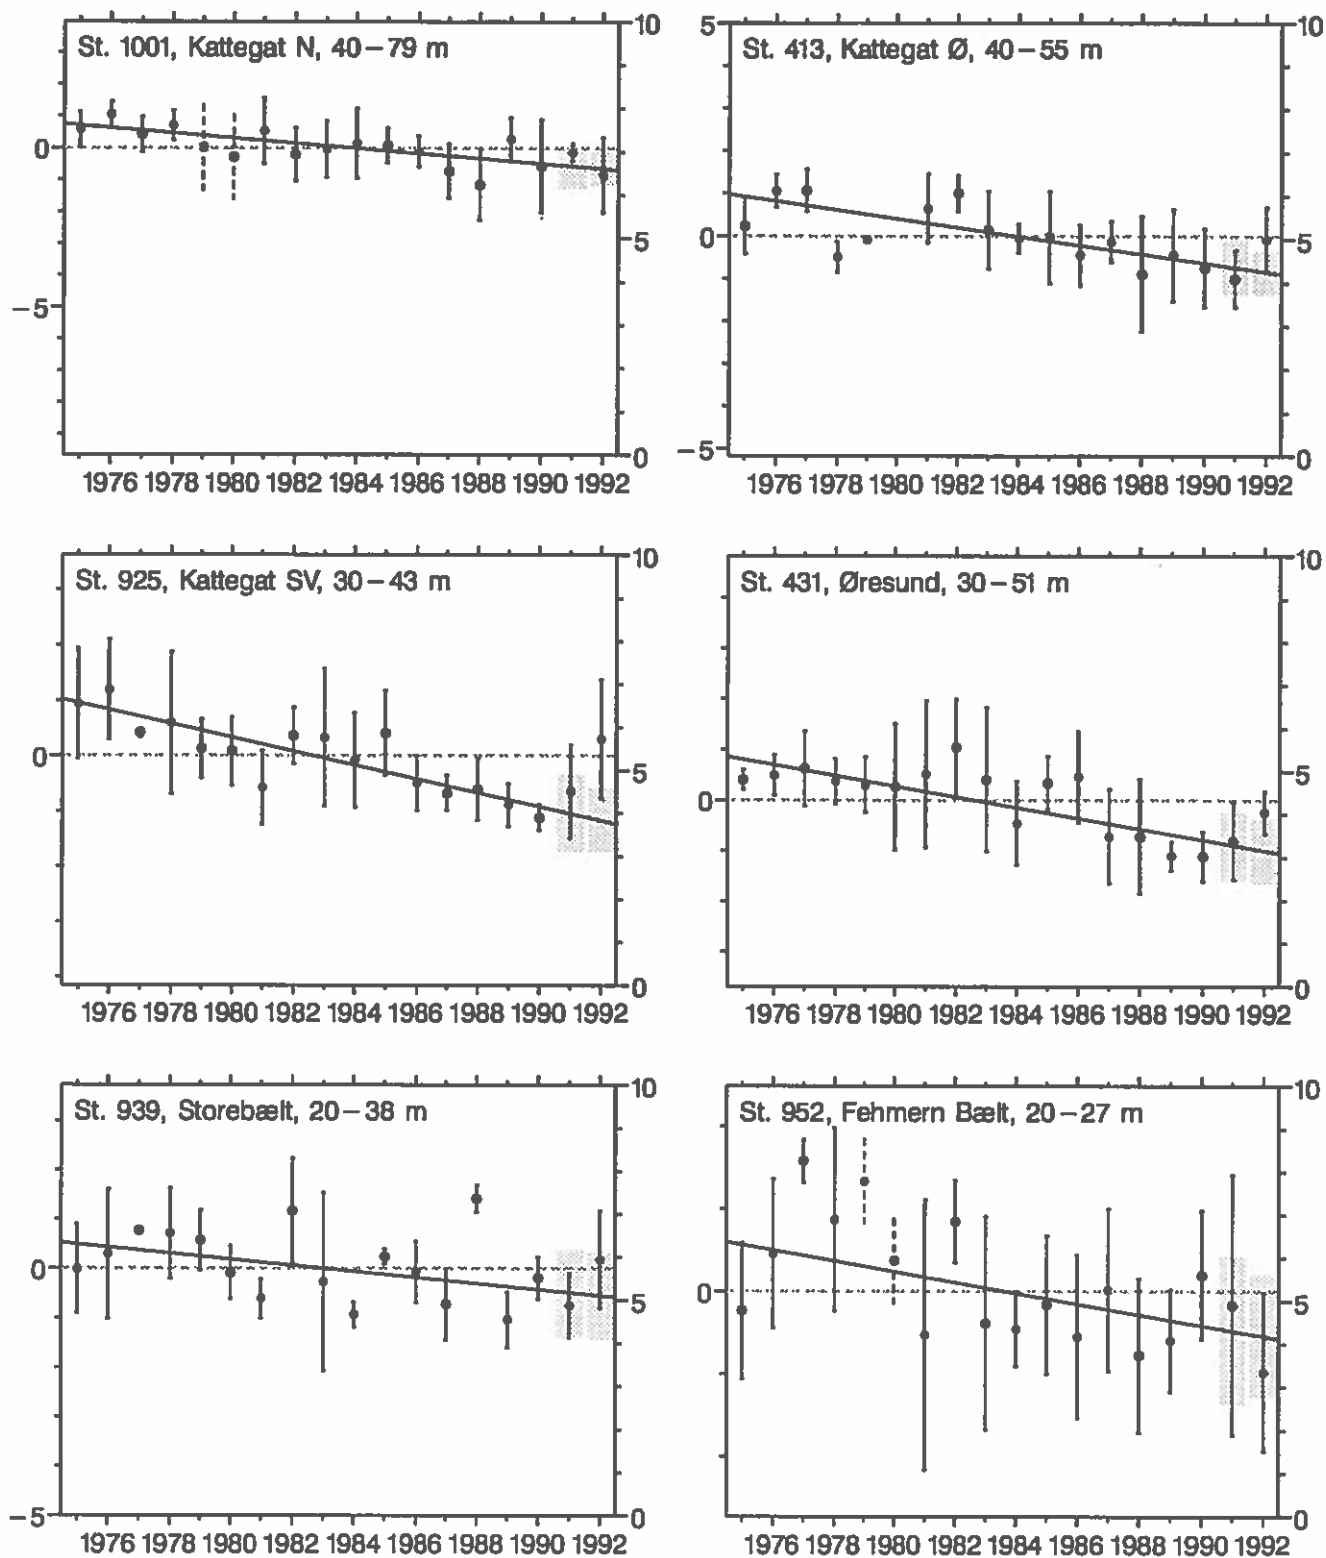 St. 1001, Kattegat N, 40–79 m
10
5
0
0
−5
1976 1978 1980 1982 1984 1986 1988 1990 1992
St. 413, Kattegat Ø, 40–55 m
5
0
−5
10
5
0
1976 1978 1980 1982 1984 1986 1988 1990 1992
St. 925, Kattegat SV, 30–43 m
0
10
5
0
1976 1978 1980 1982 1984 1986 1988 1990 1992
St. 431, Øresund, 30–51 m
0
10
5
0
1976 1978 1980 1982 1984 1986 1988 1990 1992
St. 939, Storebælt, 20–38 m
0
−5
10
5
0
1976 1978 1980 1982 1984 1986 1988 1990 1992
St. 952, Fehmern Bælt, 20–27 m
0
10
5
0
1976 1978 1980 1982 1984 1986 1988 1990 1992